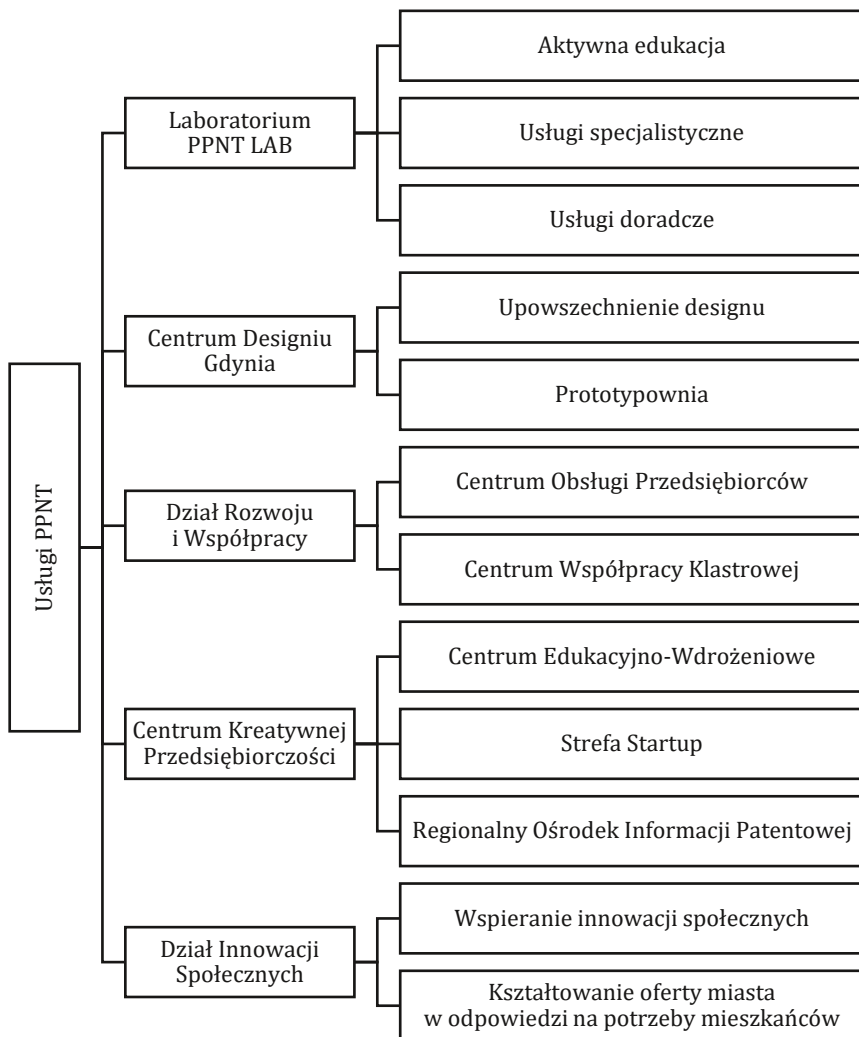 Usługi PPNT
Laboratorium
PPNT LAB
Aktywna edukacja
Usługi specjalistyczne
Usługi doradcze
Centrum Designiu
Gdynia
Upowszechnienie designu
Prototypownia
Dział Rozwoju
i Współpracy
Centrum Obsługi Przedsiębiorców
Centrum Współpracy Klastrowej
Centrum Kreatywnej
Przedsiębiorczości
Centrum Edukacyjno-Wdrożeniowe
Strefa Startup
Regionalny Ośrodek Informacji Patentowej
Dział Innowacji
Społecznych
Wspieranie innowacji społecznych
Kształtowanie oferty miasta
w odpowiedzi na potrzeby mieszkańców